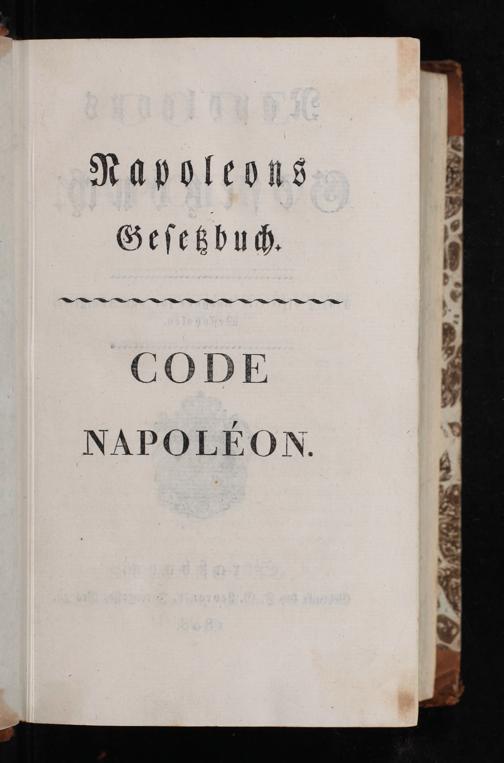 Napoleons
Geſetzbuch.
CODE
NAPOLÉON.